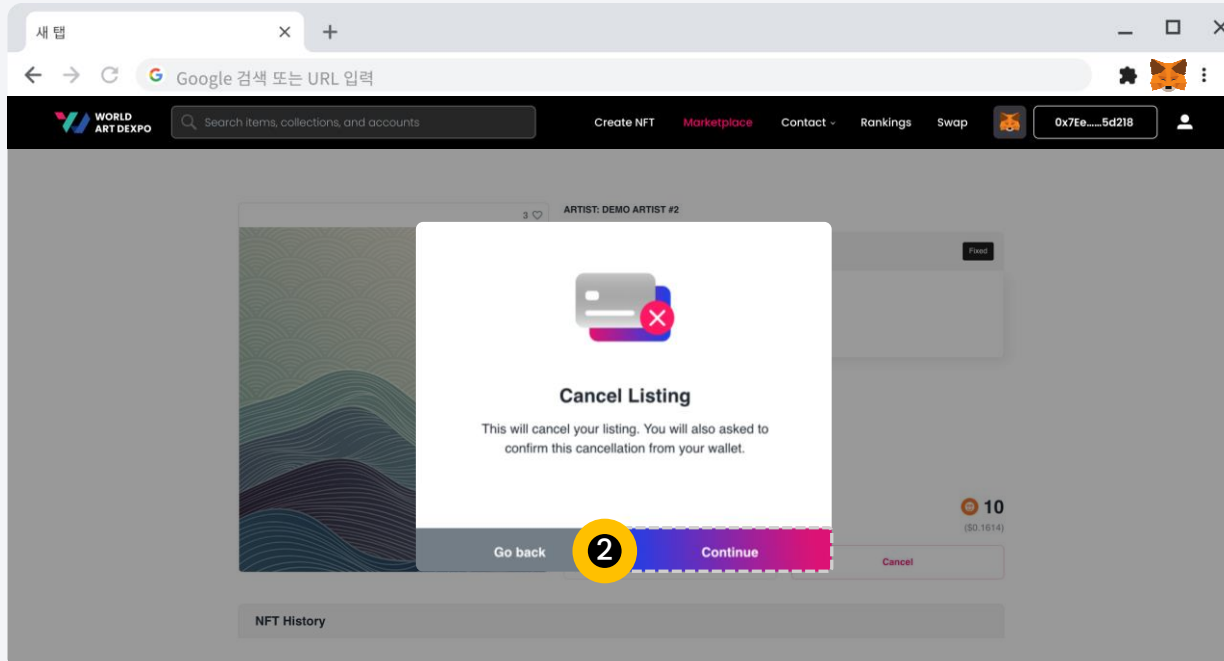 새 탭
Google 검색 또는 URL 입력
WORLD
ART DEXPO
Search items, collections, and accounts
Create NFT
Marketplace
Contact
Rankings
Swap
0x7Ee......5d218
3
ARTIST: DEMO ARTIST #2
Fixed
Cancel Listing
This will cancel your listing. You will also asked to
confirm this cancellation from your wallet.
10
($0.1614)
Go back
2
Continue
Cancel
NFT History